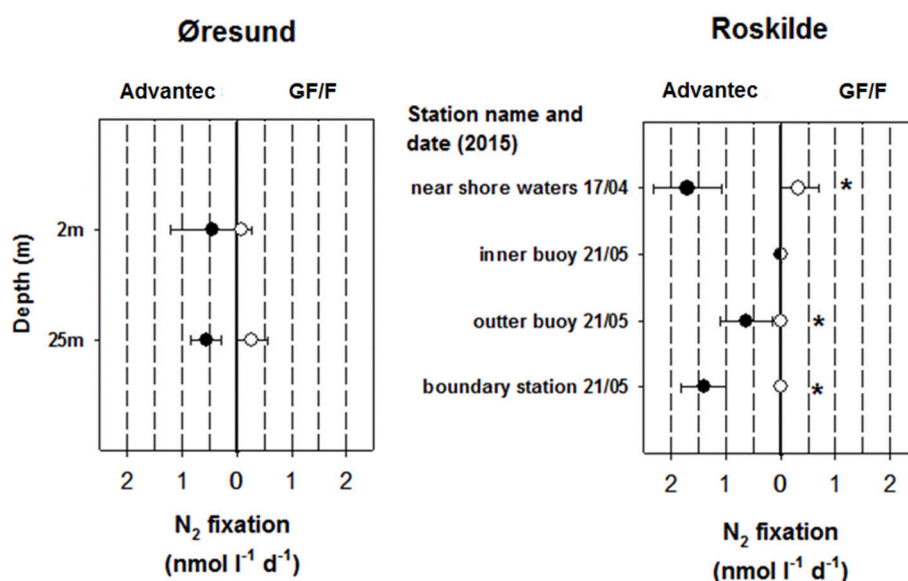 Øresund
Advantec GF/F
Depth (m)
2m
25m
2 1 0 1 2
N₂ fixation
(nmol l⁻¹ d⁻¹)
Roskilde
Advantec GF/F
Station name and
date (2015)
near shore waters 17/04 *
inner buoy 21/05
outter buoy 21/05 *
boundary station 21/05 *
2 1 0 1 2
N₂ fixation
(nmol l⁻¹ d⁻¹)